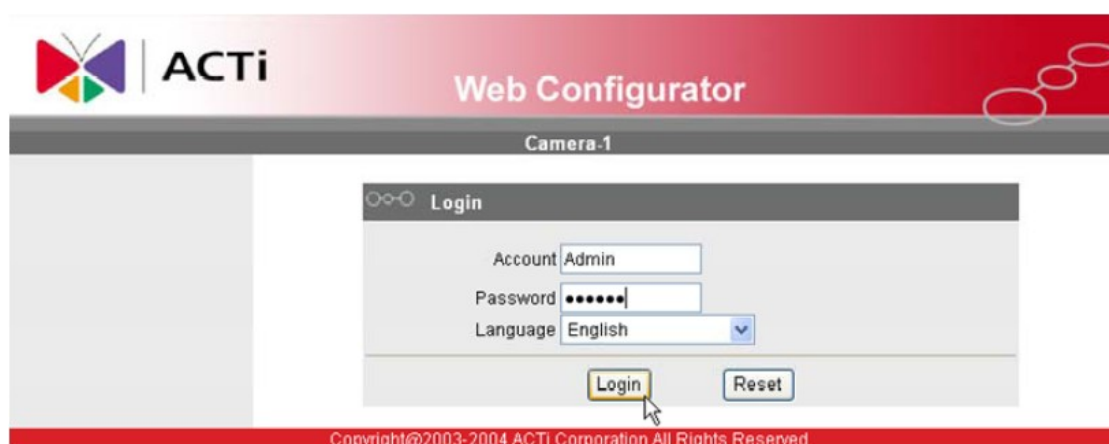 ACTi
Web Configurator
Camera-1
Login
Account Admin
Password ••••••
Language English
Login Reset
Copyright@2003-2004 ACTi Corporation All Rights Reserved